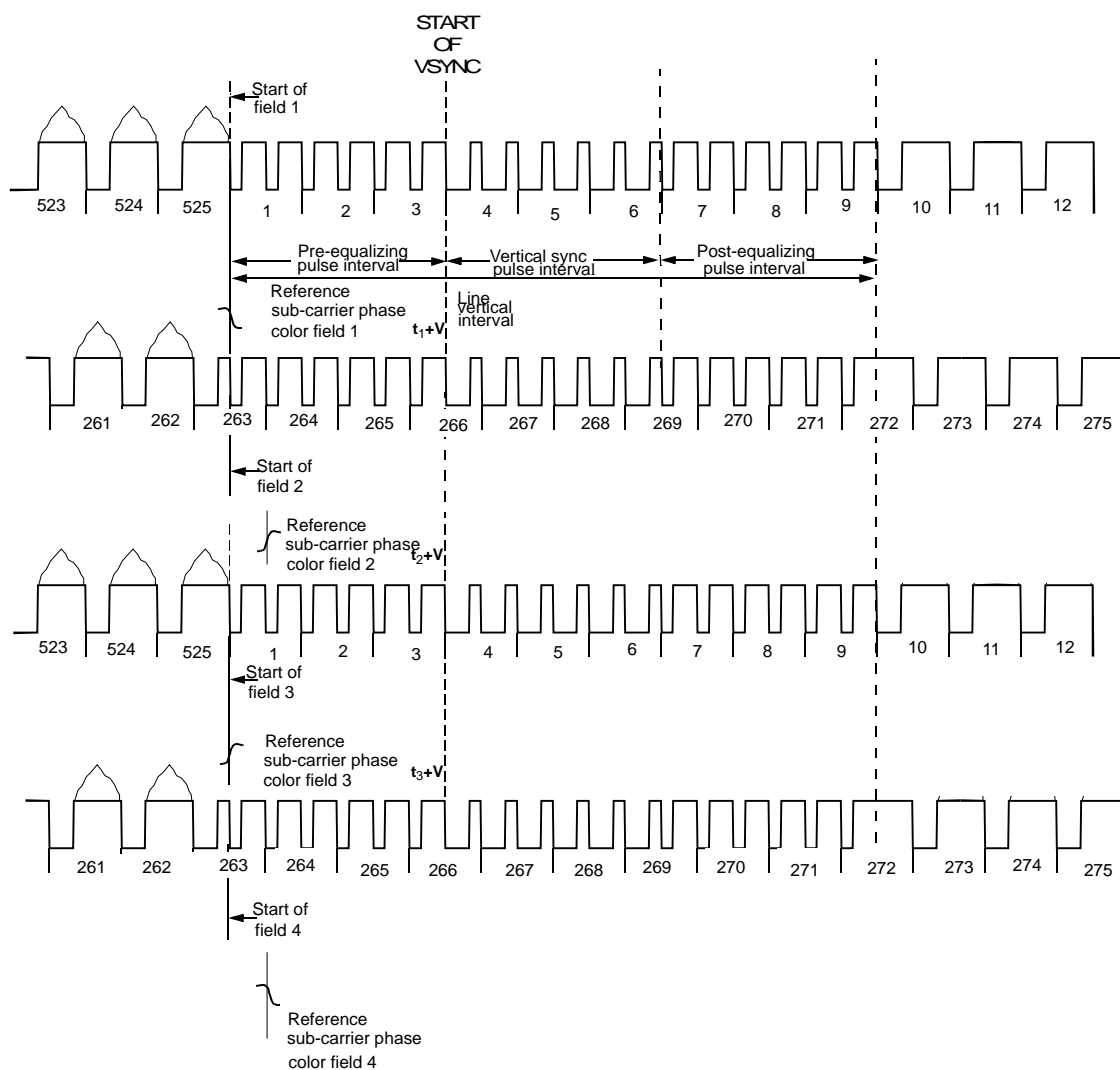 START
OF
VSYNC
Start of
field 1
523 524 525 1 2 3 4 5 6 7 8 9 10 11 12
Pre-equalizing
pulse interval
Vertical sync
pulse interval
Post-equalizing
pulse interval
Reference
sub-carrier phase
color field 1
t1+V
Line
vertical
interval
261 262 263 264 265 266 267 268 269 270 271 272 273 274 275
Start of
field 2
Reference
sub-carrier phase
color field 2
t2+V
523 524 525 1 2 3 4 5 6 7 8 9 10 11 12
Start of
field 3
Reference
sub-carrier phase
color field 3
t3+V
261 262 263 264 265 266 267 268 269 270 271 272 273 274 275
Start of
field 4
Reference
sub-carrier phase
color field 4